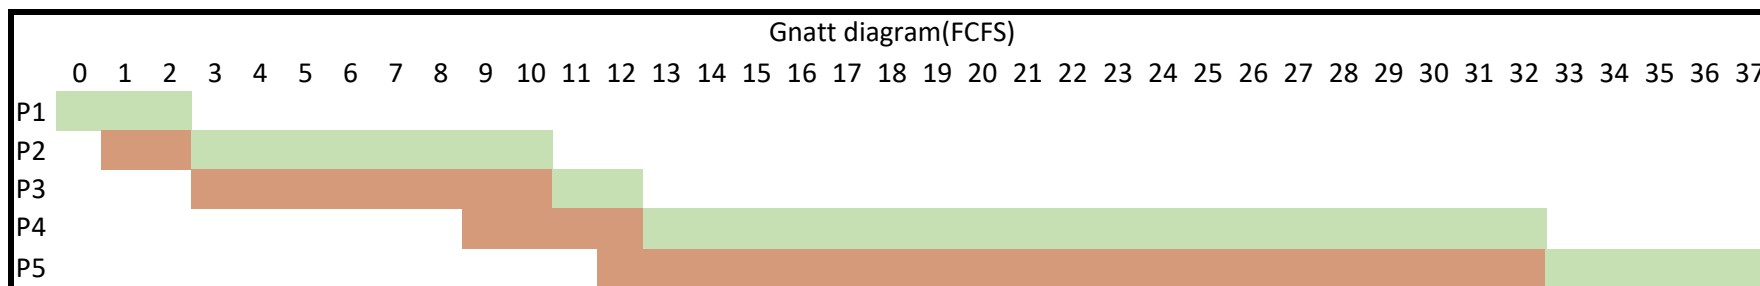 Gnatt diagram(FCFS)
0 1 2 3 4 5 6 7 8 9 10 11 12 13 14 15 16 17 18 19 20 21 22 23 24 25 26 27 28 29 30 31 32 33 34 35 36 37
P1
P2
P3
P4
P5